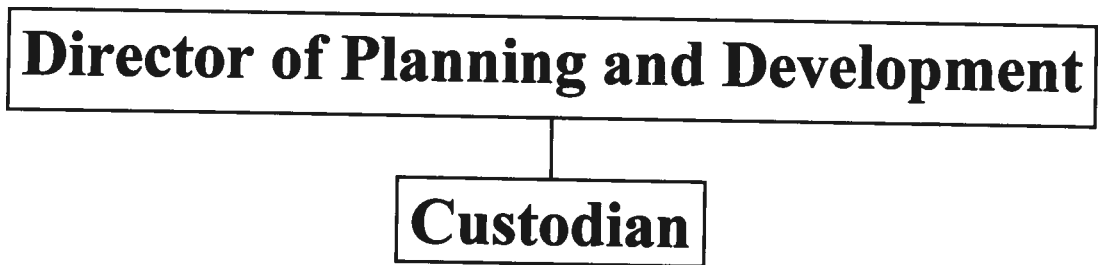 Director of Planning and Development
Custodian